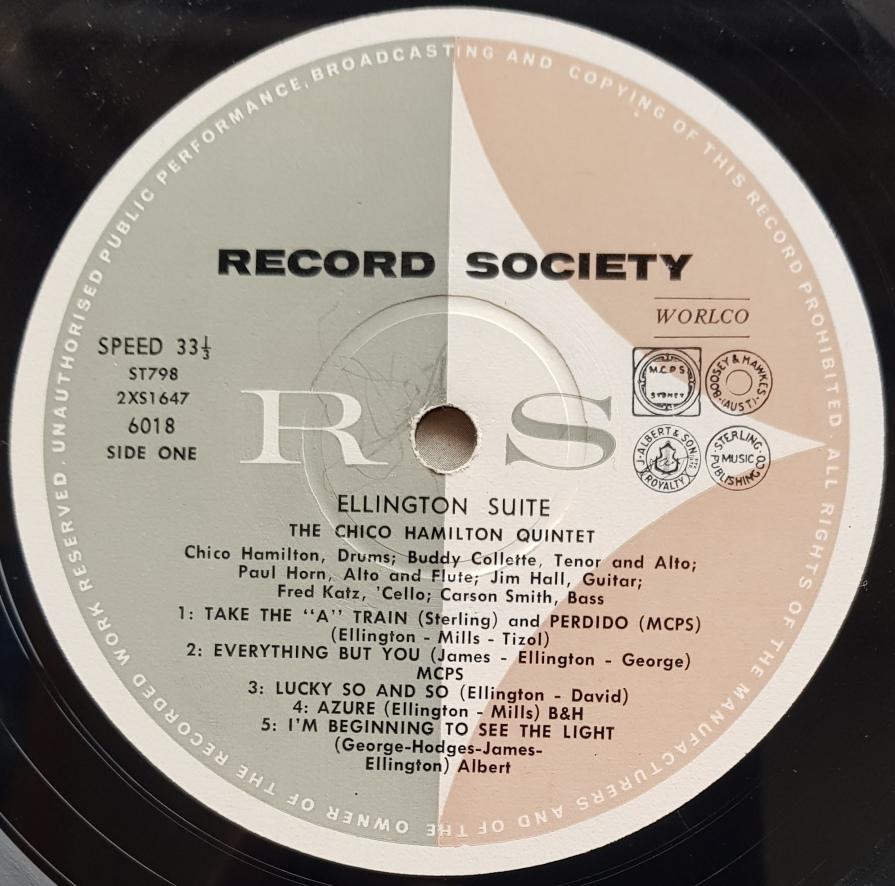 UNAUTHORISED PUBLIC PERFORMANCE, BROADCASTING AND COPYING OF THIS RECORD PROHIBITED. ALL RIGHTS OF THE MANUFACTURERS AND OF THE OWNER OF THE RECORDED WORK RESERVED.
RECORD SOCIETY
WORLCO
SPEED 33⅓
ST798
2XS1647
6018
SIDE ONE
M.C.P.S
SYDNEY
BOOSEY & HAWKES
(AUST)
J. ALBERT & SON
ROYALTY
STERLING
MUSIC
PUBLISHING CO.
R S
ELLINGTON SUITE
THE CHICO HAMILTON QUINTET
Chico Hamilton, Drums; Buddy Collette, Tenor and Alto;
Paul Horn, Alto and Flute; Jim Hall, Guitar;
Fred Katz, 'Cello; Carson Smith, Bass
1: TAKE THE "A" TRAIN (Sterling) and PERDIDO (MCPS)
(Ellington - Mills - Tizol)
2: EVERYTHING BUT YOU (James - Ellington - George)
MCPS
3: LUCKY SO AND SO (Ellington - David)
4: AZURE (Ellington - Mills) B&H
5: I'M BEGINNING TO SEE THE LIGHT
(George-Hodges-James-
Ellington) Albert